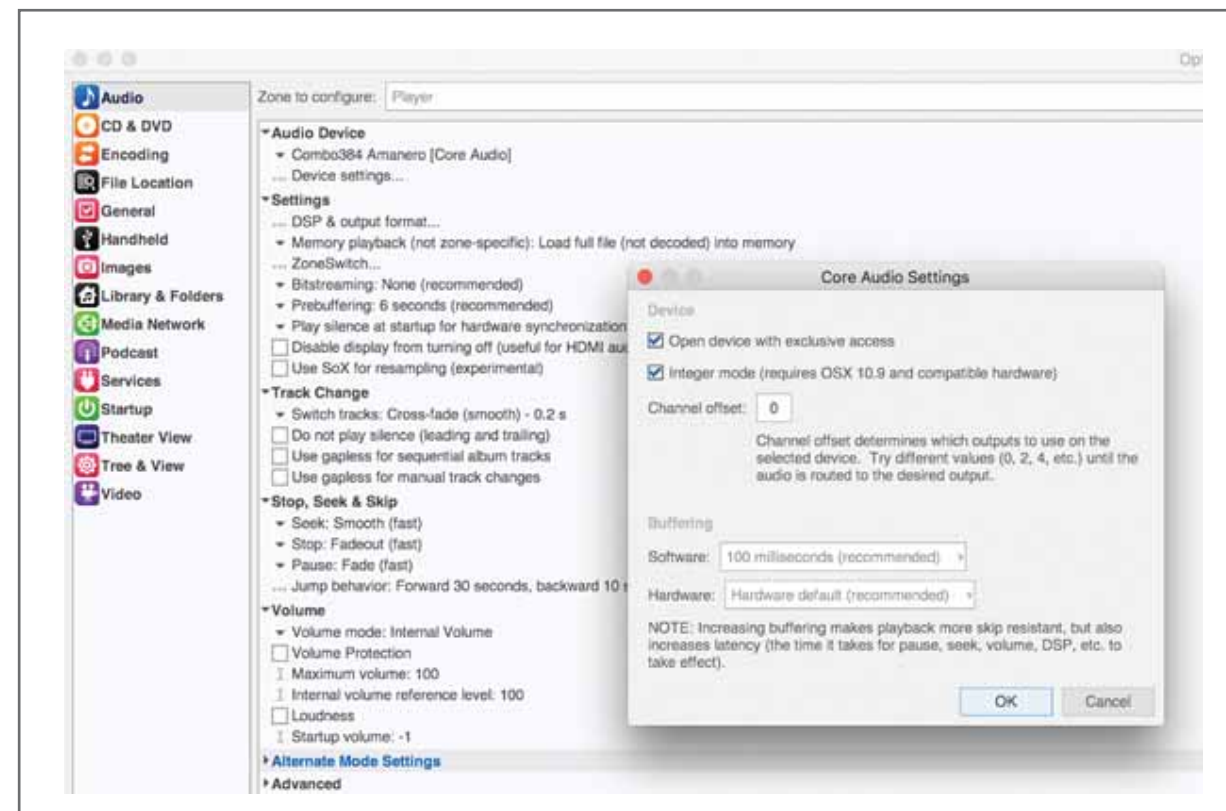 Opt
Audio
CD & DVD
Encoding
File Location
General
Handheld
Images
Library & Folders
Media Network
Podcast
Services
Startup
Theater View
Tree & View
Video
Zone to configure: Player
Audio Device
Combo384 Amanero [Core Audio]
... Device settings...
Settings
... DSP & output format...
Memory playback (not zone-specific): Load full file (not decoded) into memory
... ZoneSwitch...
Bitstreaming: None (recommended)
Prebuffering: 6 seconds (recommended)
Play silence at startup for hardware synchronization
Disable display from turning off (useful for HDMI au
Use SoX for resampling (experimental)
Track Change
Switch tracks: Cross-fade (smooth) - 0.2 s
Do not play silence (leading and trailing)
Use gapless for sequential album tracks
Use gapless for manual track changes
Stop, Seek & Skip
Seek: Smooth (fast)
Stop: Fadeout (fast)
Pause: Fade (fast)
... Jump behavior: Forward 30 seconds, backward 10 s
Volume
Volume mode: Internal Volume
Volume Protection
Maximum volume: 100
Internal volume reference level: 100
Loudness
Startup volume: -1
Alternate Mode Settings
Advanced
Core Audio Settings
Device
Open device with exclusive access
Integer mode (requires OSX 10.9 and compatible hardware)
Channel offset: 0
Channel offset determines which outputs to use on the
selected device. Try different values (0, 2, 4, etc.) until the
audio is routed to the desired output.
Buffering
Software: 100 milliseconds (recommended)
Hardware: Hardware default (recommended)
NOTE: Increasing buffering makes playback more skip resistant, but also
increases latency (the time it takes for pause, seek, volume, DSP, etc. to
take effect).
OK
Cancel